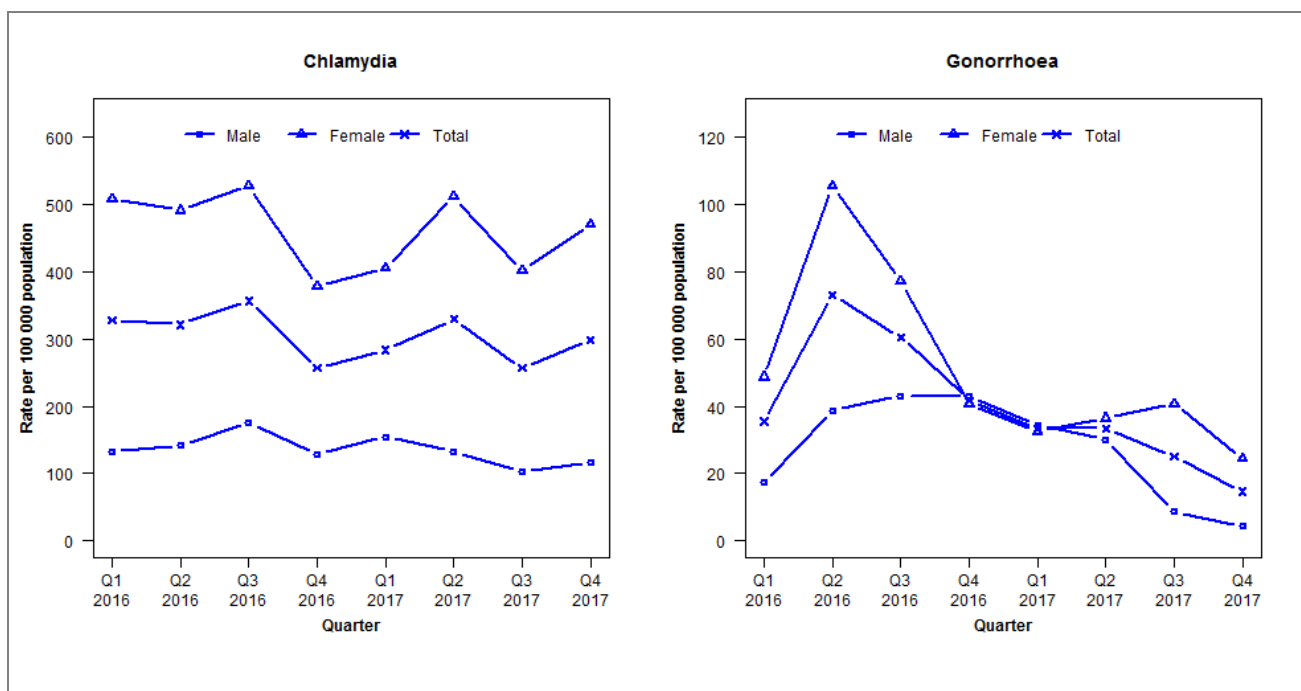 Chlamydia
Rate per 100 000 population
600
500
400
300
200
100
0
Male Female Total
Q1 Q2 Q3 Q4 Q1 Q2 Q3 Q4
2016 2016 2016 2016 2017 2017 2017 2017
Quarter
Gonorrhoea
Rate per 100 000 population
120
100
80
60
40
20
0
Male Female Total
Q1 Q2 Q3 Q4 Q1 Q2 Q3 Q4
2016 2016 2016 2016 2017 2017 2017 2017
Quarter